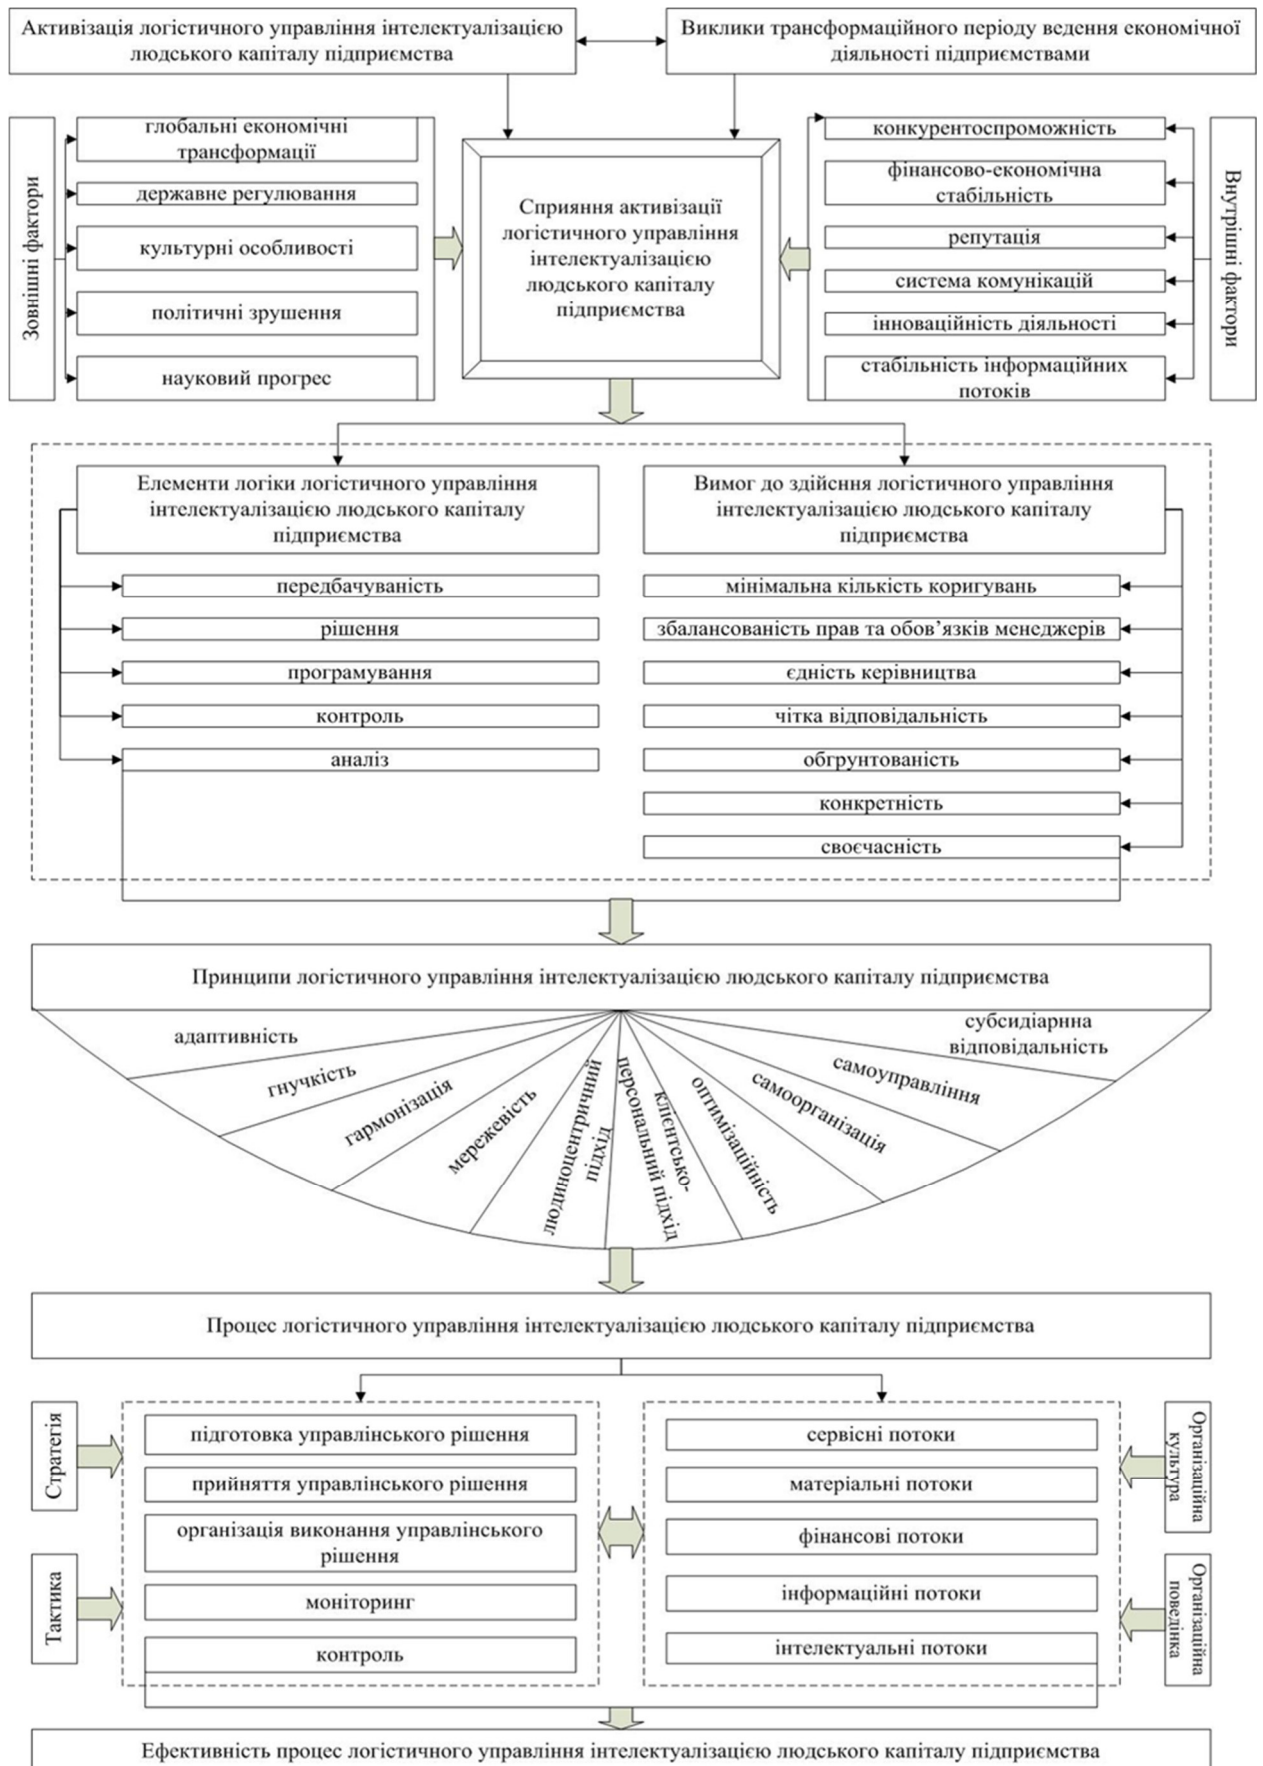 Активізація логістичного управління інтелектуалізацією
людського капіталу підприємства
Виклики трансформаційного періоду ведення економічної
діяльності підприємствами
Зовнішні фактори
глобальні економічні
трансформації
державне регулювання
культурні особливості
політичні зрушення
науковий прогрес
Сприяння активізації
логістичного управління
інтелектуалізацією
людського капіталу
підприємства
конкурентоспроможність
фінансово-економічна
стабільність
репутація
система комунікацій
інноваційність діяльності
стабільність інформаційних
потоків
Внутрішні фактори
Елементи логіки логістичного управління
інтелектуалізацією людського капіталу
підприємства
передбачуваність
рішення
програмування
контроль
аналіз
Вимог до здійсння логістичного управління
інтелектуалізацією людського капіталу
підприємства
мінімальна кількість коригувань
збалансованість прав та обов’язків менеджерів
єдність керівництва
чітка відповідальність
обгрунтованість
конкретність
своєчасність
Принципи логістичного управління інтелектуалізацією людського капіталу підприємства
адаптивність
гнучкість
гармонізація
мережевість
людиноцентричний
підхід
клієнтсько-
персональний підхід
оптимізаційність
самоорганізація
самоуправління
субсидіарнна
відповідальність
Процес логістичного управління інтелектуалізацією людського капіталу підприємства
Стратегія
Тактика
підготовка управлінського рішення
прийняття управлінського рішення
організація виконання управлінського
рішення
моніторинг
контроль
сервісні потоки
матеріальні потоки
фінансові потоки
інформаційні потоки
інтелектуальні потоки
Організаційна
культура
Організаційна
поведінка
Ефективність процес логістичного управління інтелектуалізацією людського капіталу підприємства